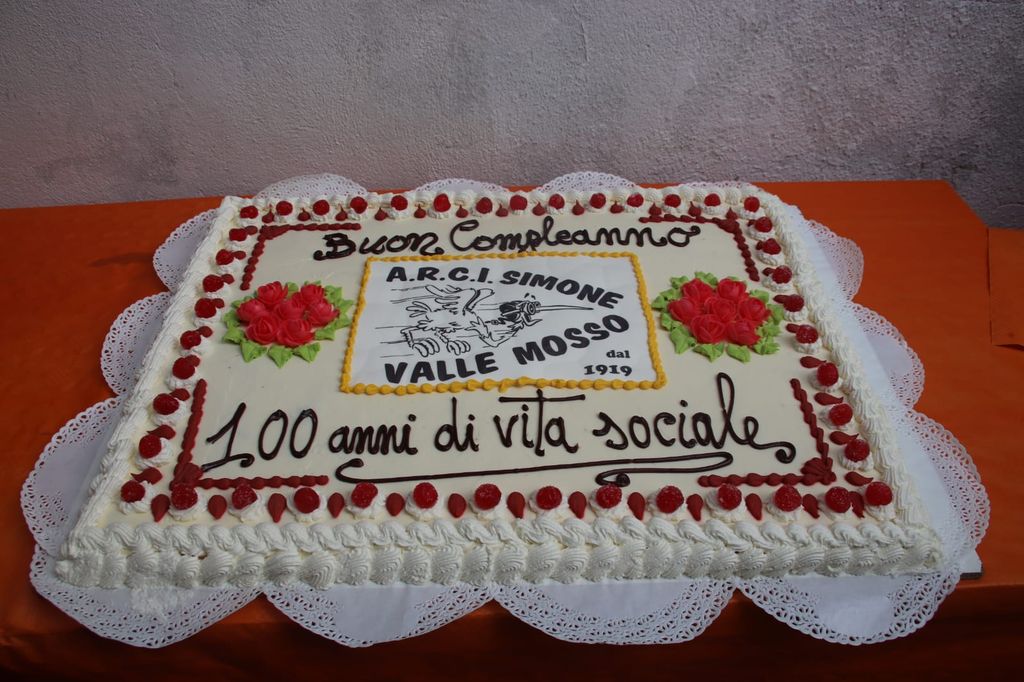 Buon Compleanno
A.R.C.I. SIMONE
VALLE MOSSO
dal
1919
100 anni di vita sociale